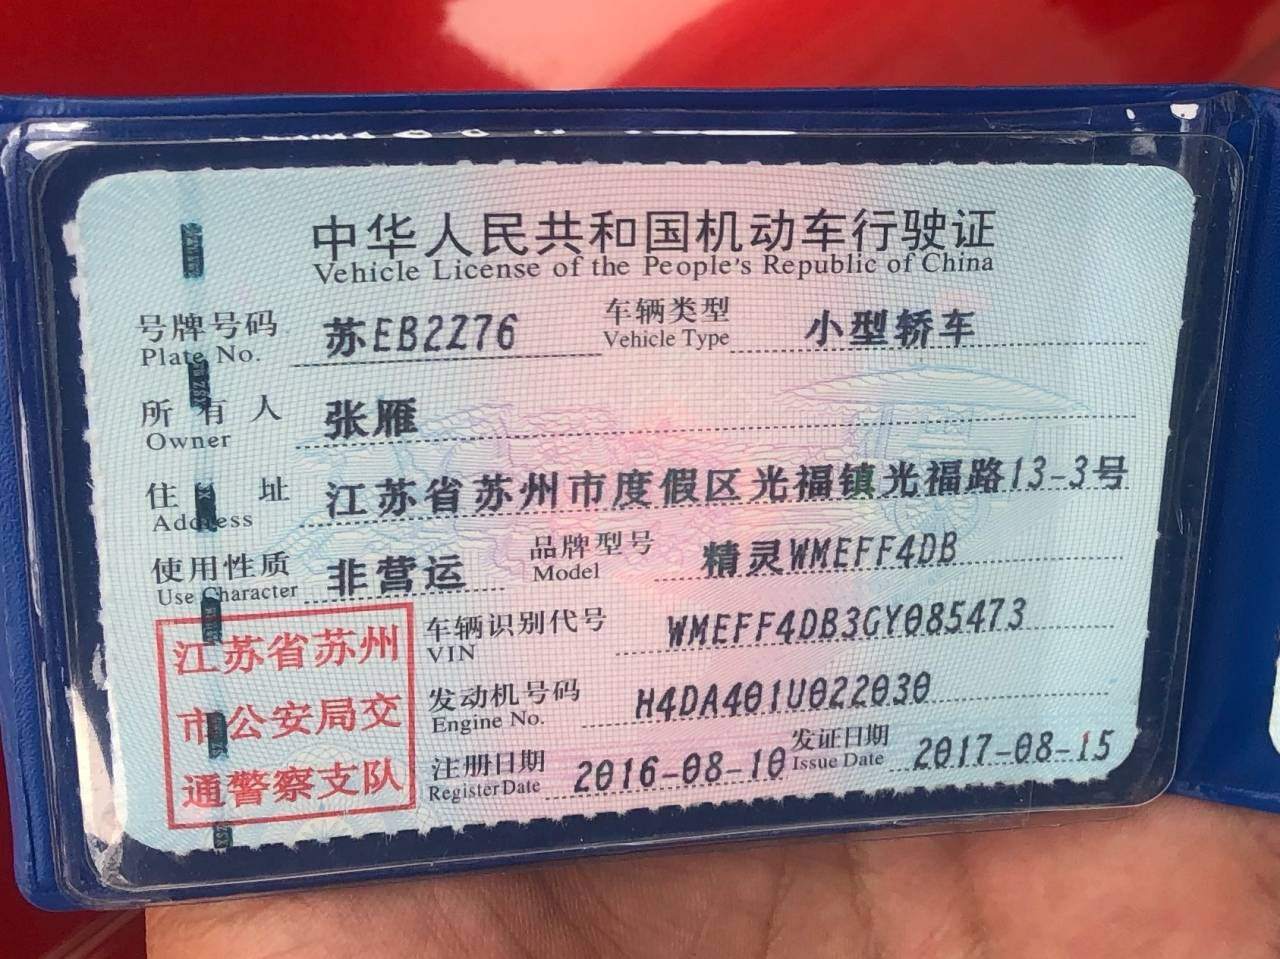 中华人民共和国机动车行驶证
Vehicle License of the People's Republic of China
号牌号码 苏EB2Z76 车辆类型 小型轿车
Plate No. Vehicle Type
所有人 张雁
Owner
住址 江苏省苏州市度假区光福镇光福路13-3号
Address
使用性质 非营运 品牌型号 精灵WMEFF4DB
Use Character Model
车辆识别代号 WMEFF4DB3GY085473
VIN
发动机号码 H4DA401U022030
Engine No.
注册日期 2016-08-10 发证日期 2017-08-15
Register Date Issue Date
江苏省苏州
市公安局交
通警察支队